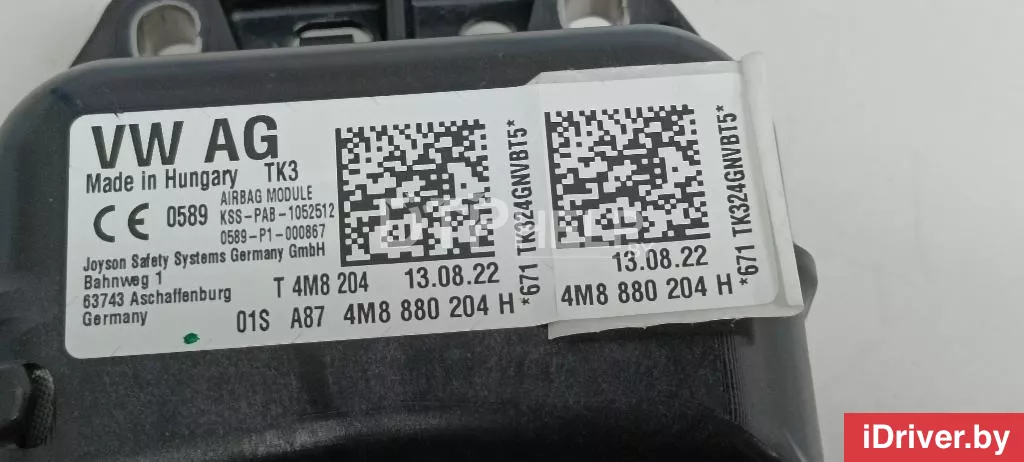 VW AG
Made in Hungary TK3
CE 0589
AIRBAG MODULE
KSS-PAB-1052512
0589-P1-000867
Joyson Safety Systems Germany GmbH
Bahnweg 1
63743 Aschaffenburg
Germany
T 4M8 204 13.08.22
01S A87 4M8 880 204 H
*671 TK324GNVBT5*
13.08.22
4M8 880 204 H
*671 TK324GNVBT5*
iDriver.by